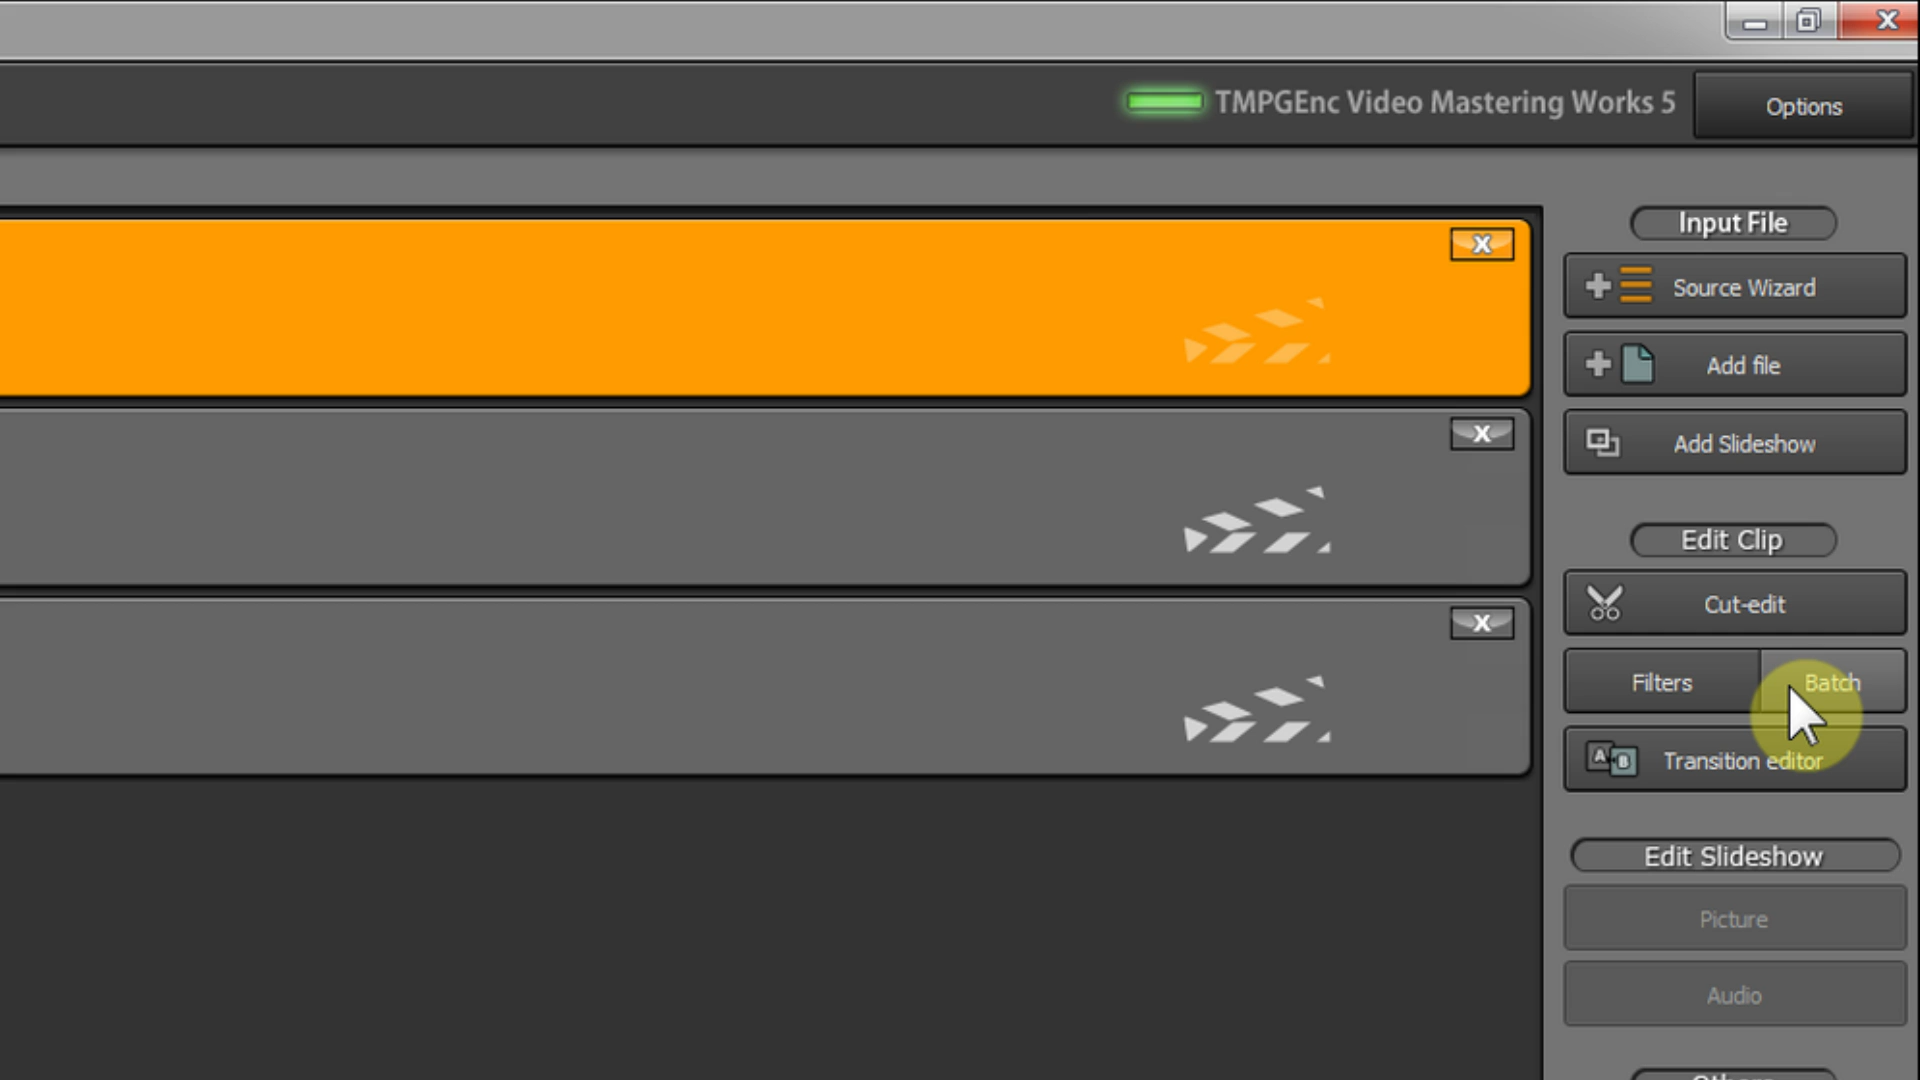 TMPGEnc Video Mastering Works 5
Options
Input File
X
Source Wizard
Add file
Add Slideshow
X
Edit Clip
Cut-edit
X
Filters
Batch
A B
Transition editor
Edit Slideshow
Picture
Audio